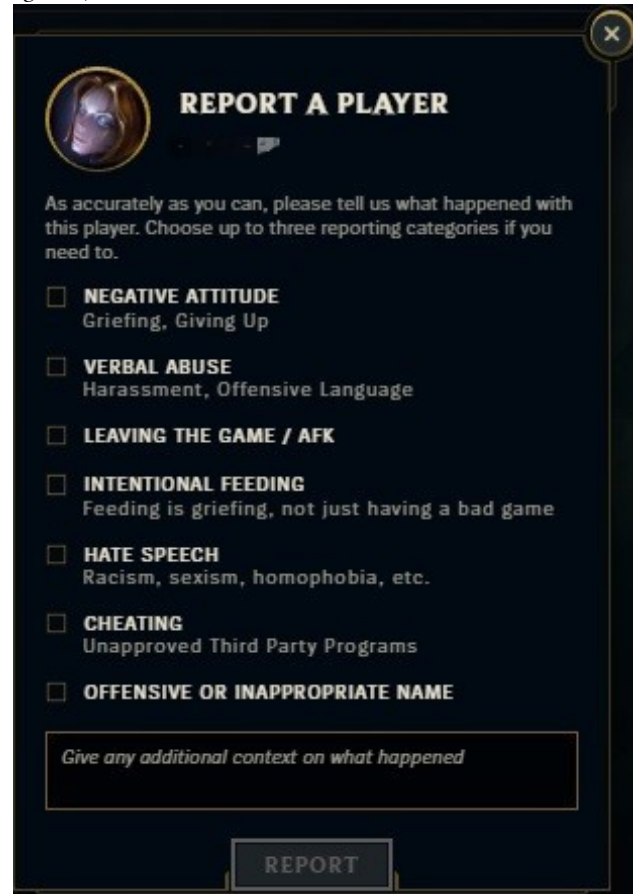 REPORT A PLAYER
As accurately as you can, please tell us what happened with
this player. Choose up to three reporting categories if you
need to.
NEGATIVE ATTITUDE
Griefing, Giving Up
VERBAL ABUSE
Harassment, Offensive Language
LEAVING THE GAME / AFK
INTENTIONAL FEEDING
Feeding is griefing, not just having a bad game
HATE SPEECH
Racism, sexism, homophobia, etc.
CHEATING
Unapproved Third Party Programs
OFFENSIVE OR INAPPROPRIATE NAME
Give any additional context on what happened
REPORT